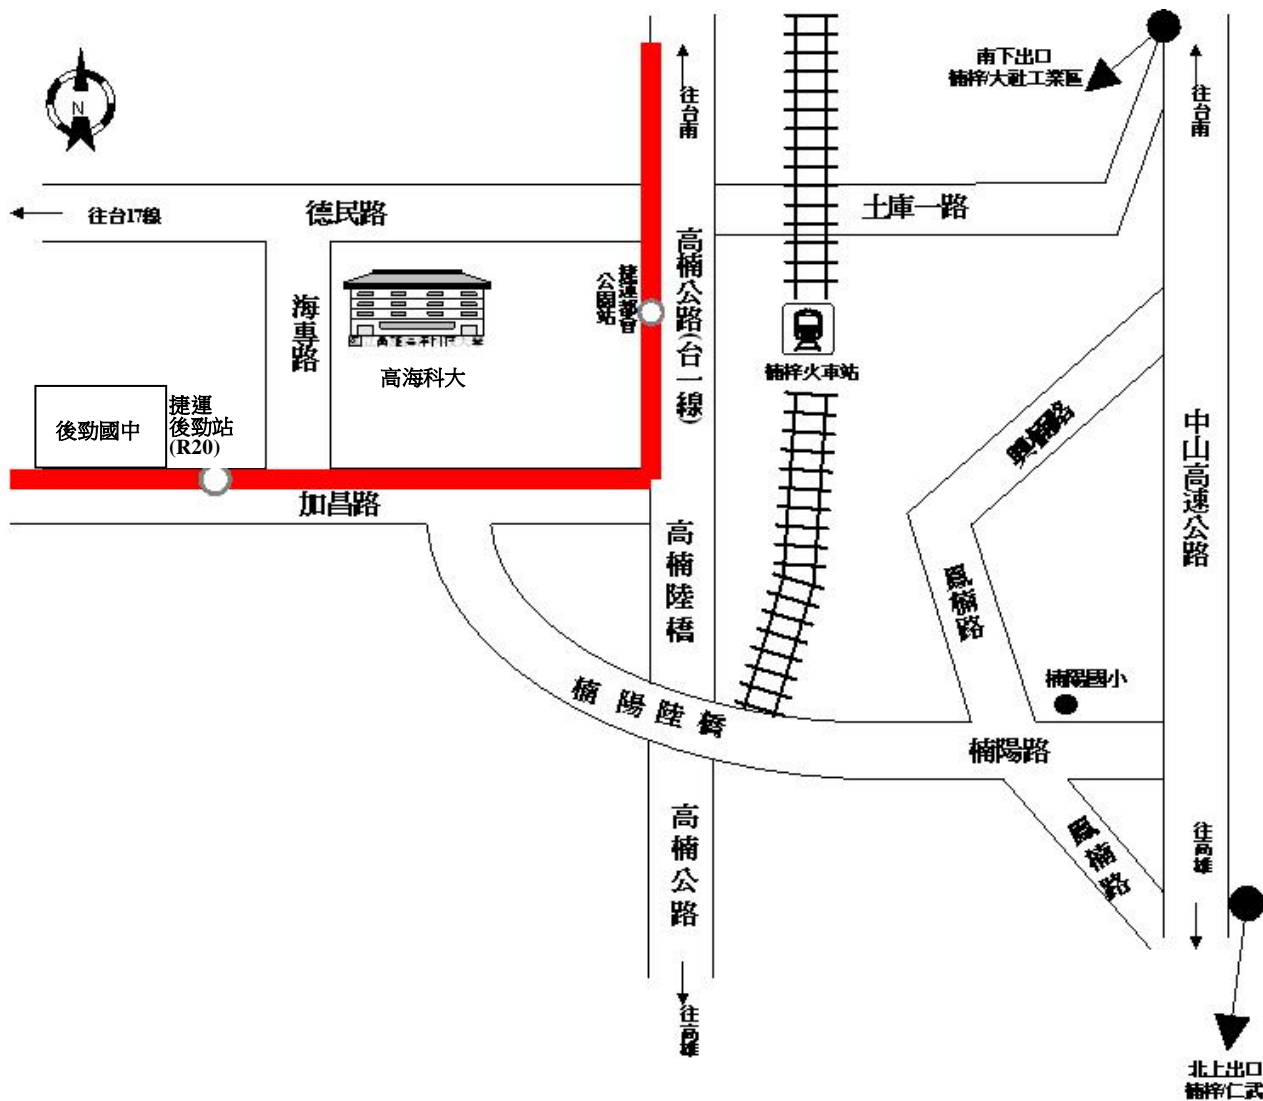 南下出口
楠梓/大社工業區
N
往台南
往台南
往台17線
德民路
土庫一路
高楠公路(台一線)
捷運都會
公園站
海專路
高海科大
楠梓火車站
後勁國中
捷運
後勁站
(R20)
興楠路
中山高速公路
加昌路
高楠陸橋
鳳楠路
楠陽國小
楠陽陸橋
楠陽路
高楠公路
鳳楠路
往高雄
往高雄
北上出口
楠梓/仁武